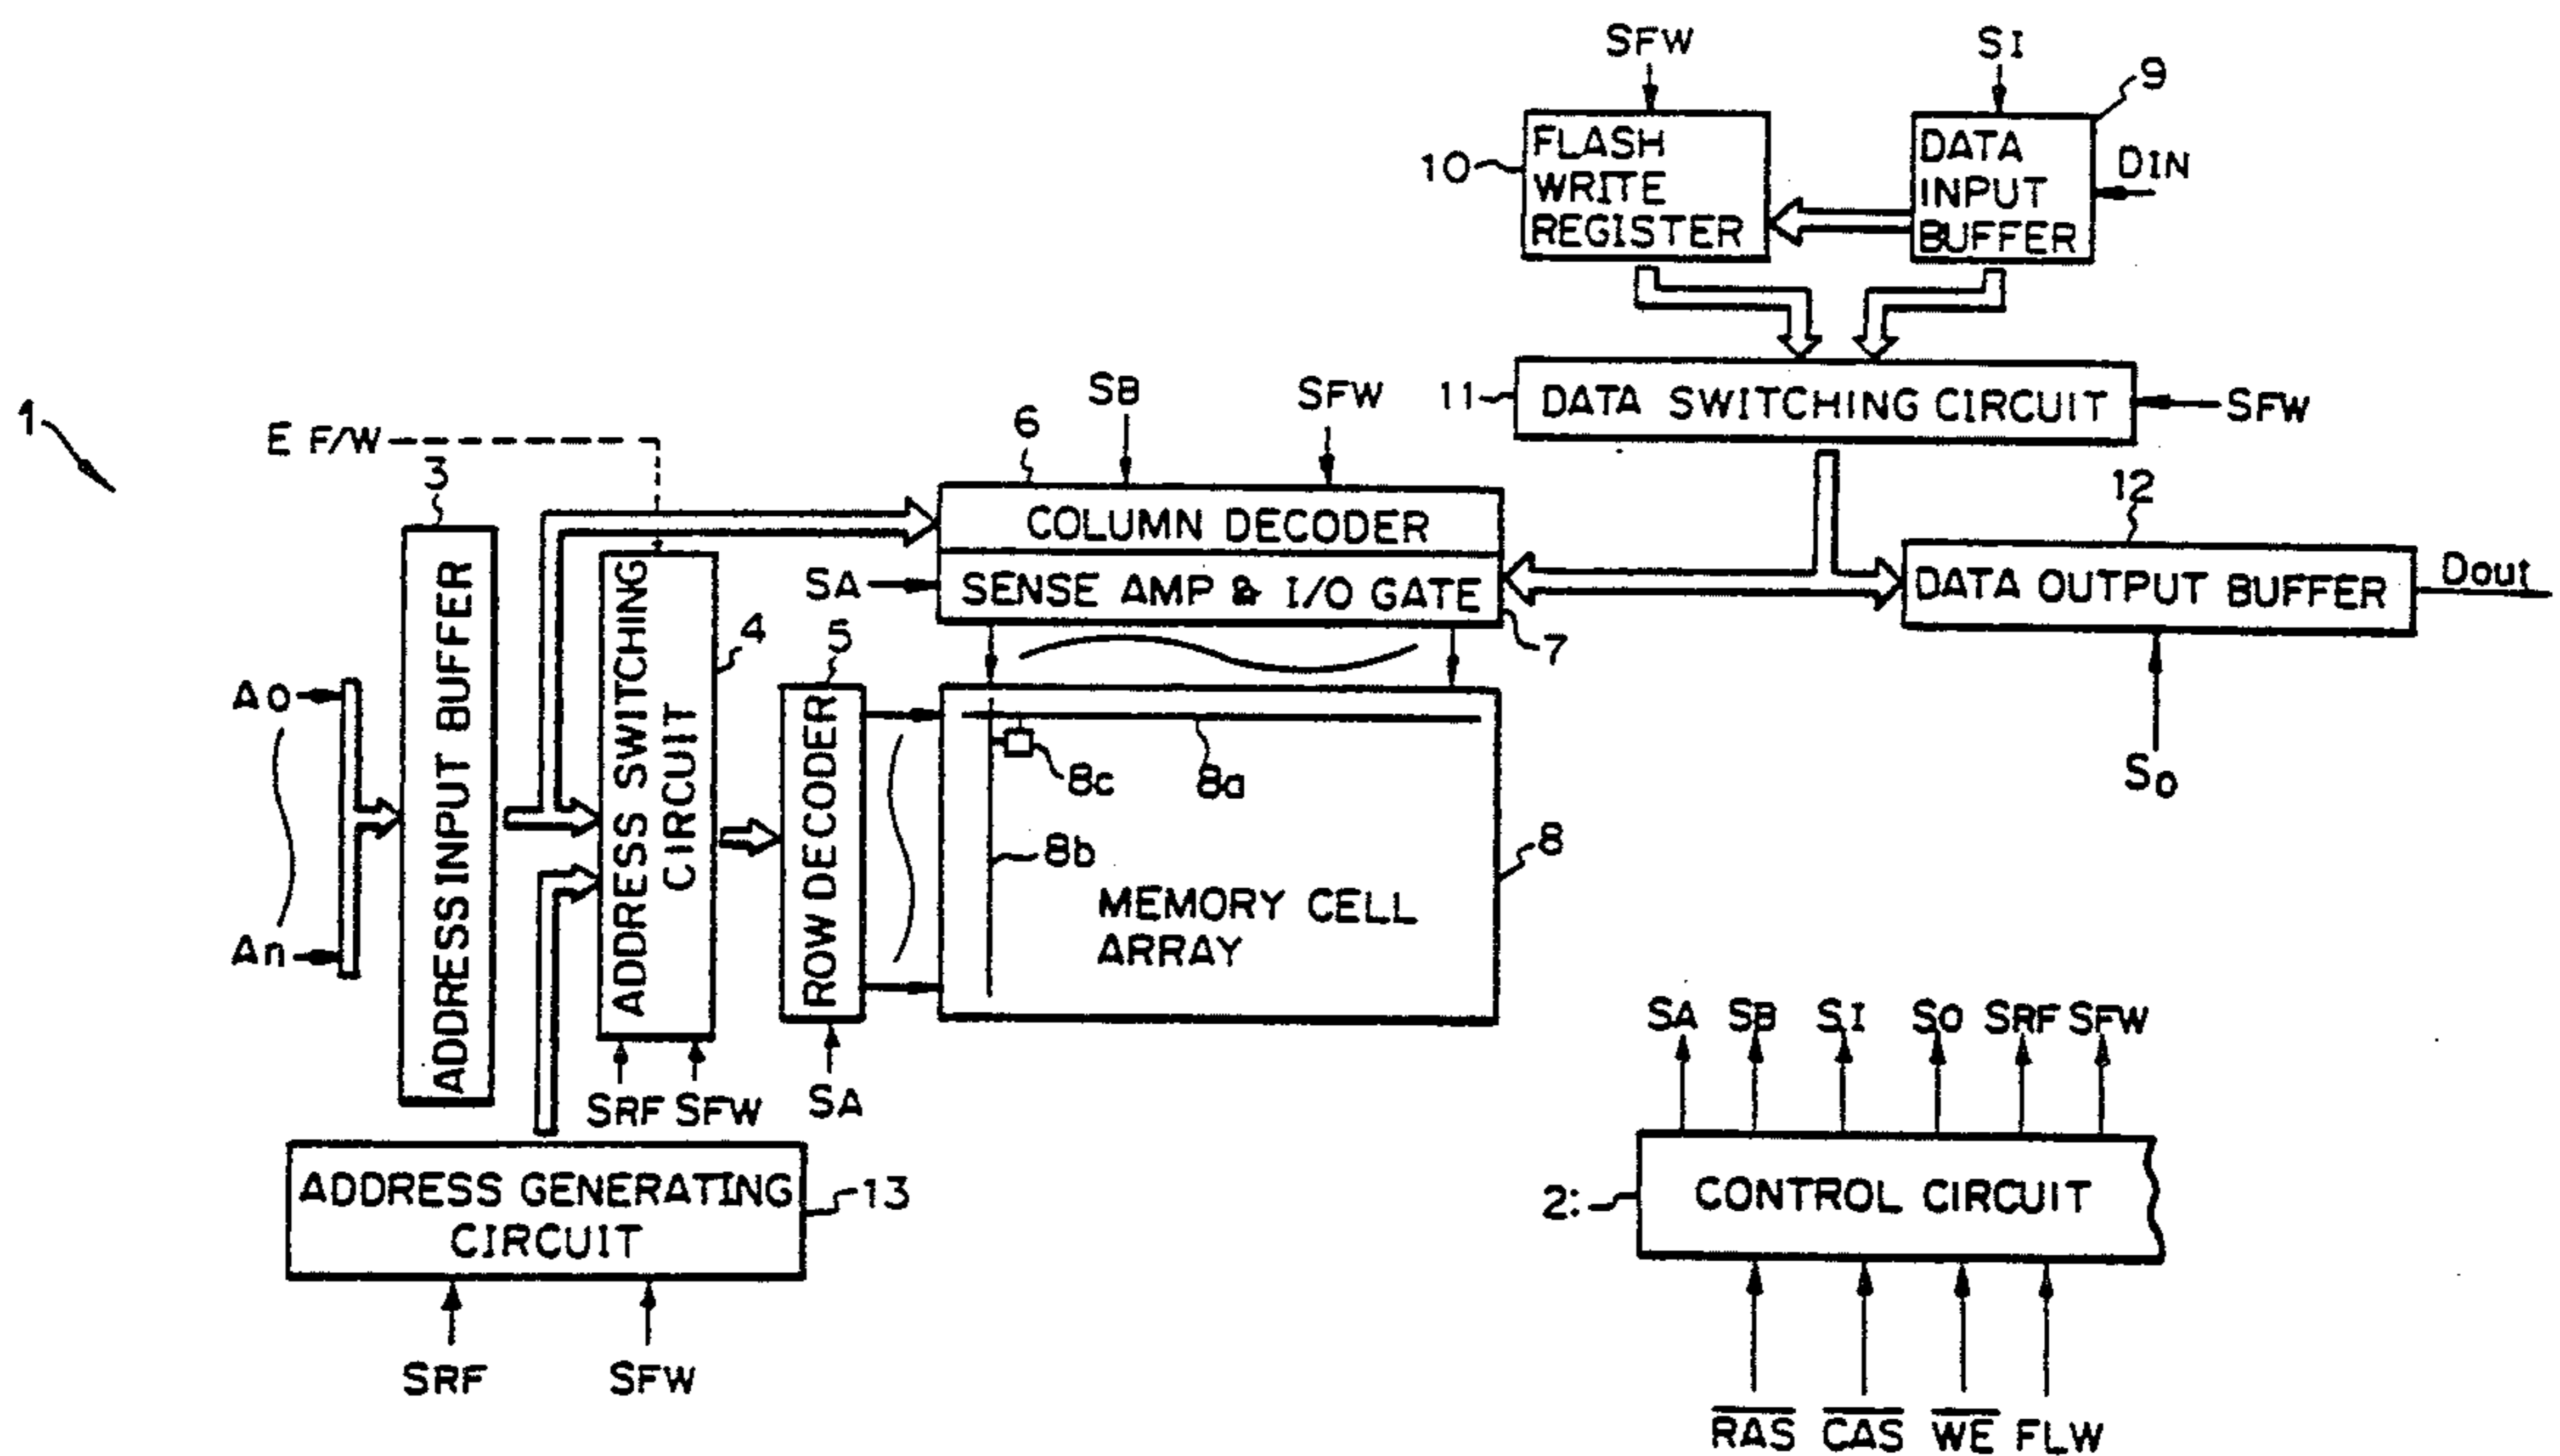 SFW
SI
9
FLASH
WRITE
REGISTER
10
DATA
INPUT
BUFFER
DIN
1
E F/W
3
SB
SFW
6
11
DATA SWITCHING CIRCUIT
SFW
COLUMN DECODER
12
SA
SENSE AMP & I/O GATE
7
DATA OUTPUT BUFFER
Dout
So
A0
An
ADDRESS INPUT BUFFER
ADDRESS SWITCHING
CIRCUIT
4
5
ROW DECODER
8c
8a
8b
8
MEMORY CELL
ARRAY
SRF SFW
SA
SA SB SI SO SRF SFW
ADDRESS GENERATING
CIRCUIT
13
2:
CONTROL CIRCUIT
SRF
SFW
R̅A̅S̅ C̅A̅S̅ W̅E̅ FLW